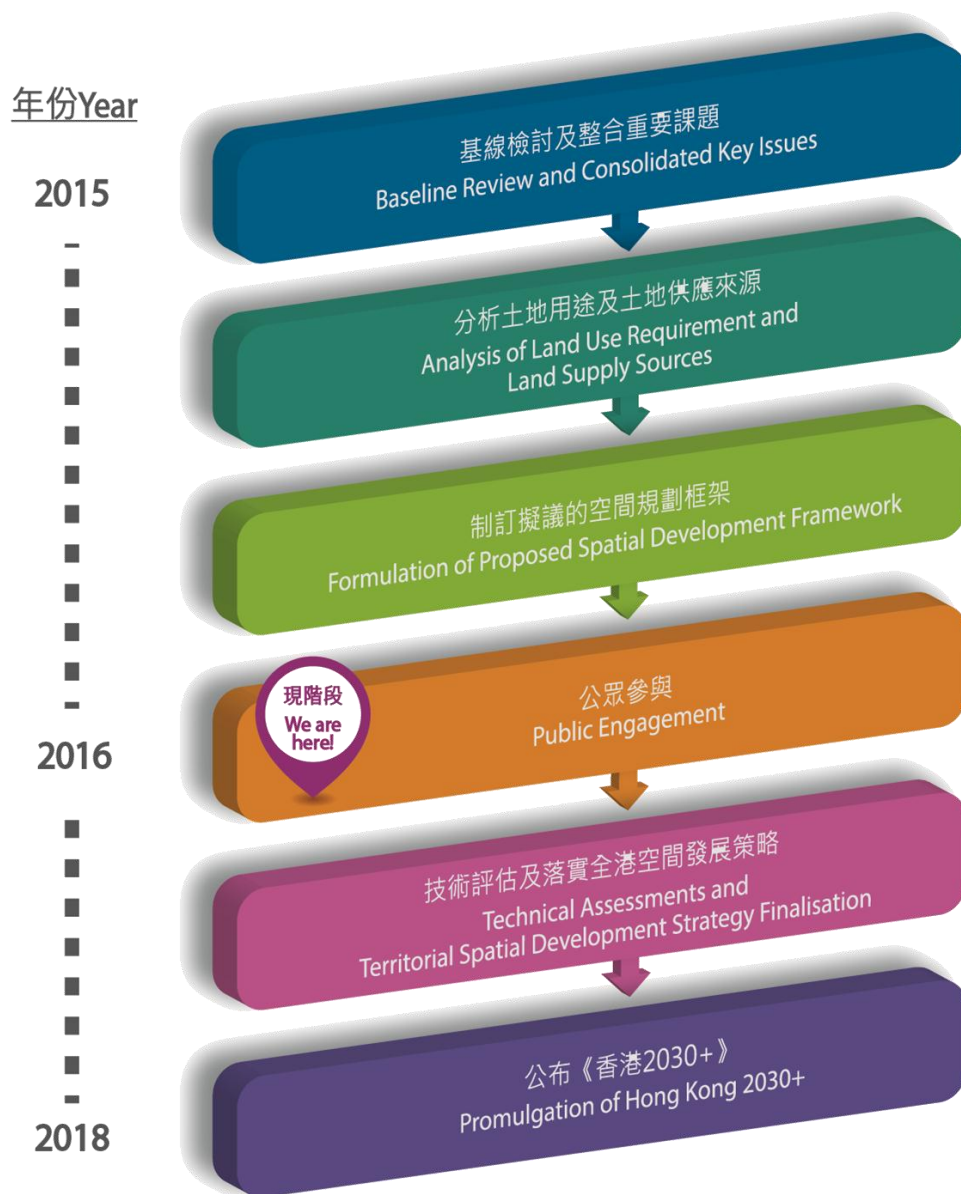 年份Year
2015
基線檢討及整合重要課題
Baseline Review and Consolidated Key Issues
分析土地用途及土地供應來源
Analysis of Land Use Requirement and
Land Supply Sources
制訂擬議的空間規劃框架
Formulation of Proposed Spatial Development Framework
現階段
We are
here!
公眾參與
Public Engagement
2016
技術評估及落實全港空間發展策略
Technical Assessments and
Territorial Spatial Development Strategy Finalisation
公布《香港2030+》
Promulgation of Hong Kong 2030+
2018